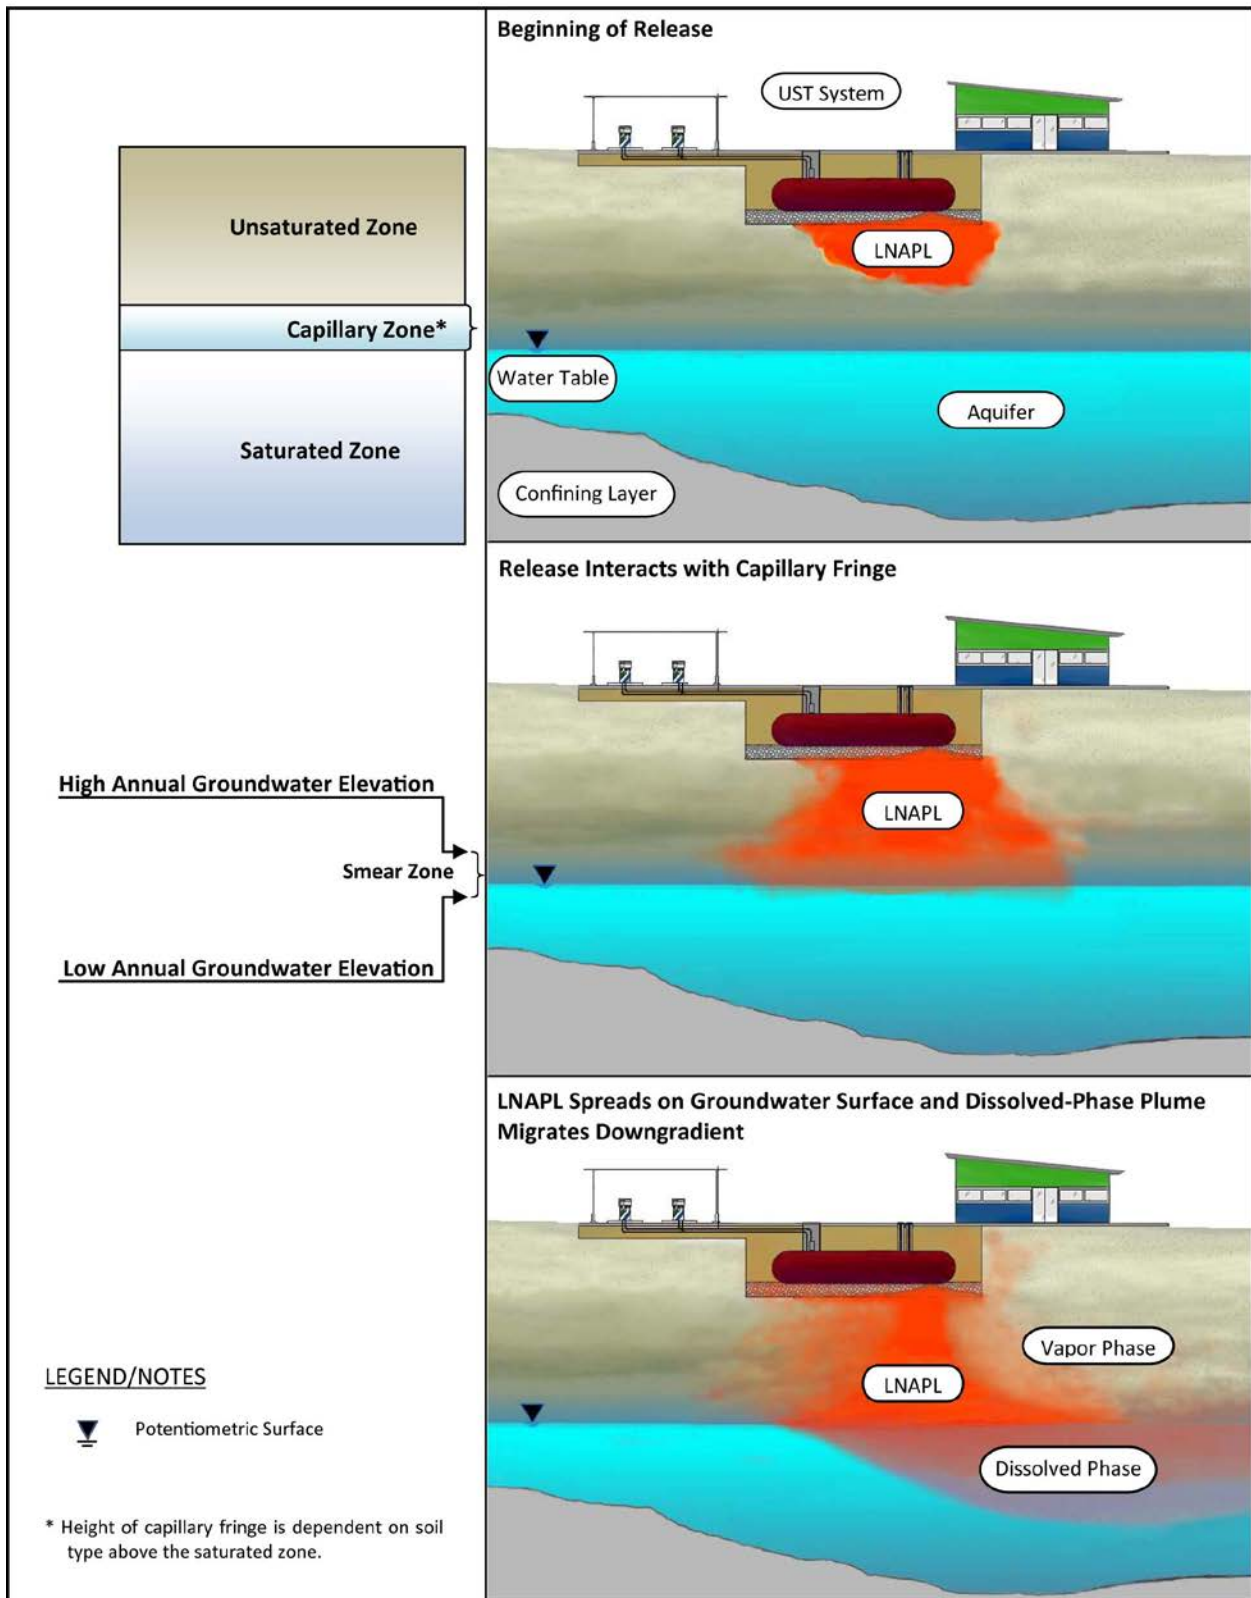 Beginning of Release
UST System
Unsaturated Zone
LNAPL
Capillary Zone*
Water Table
Aquifer
Saturated Zone
Confining Layer
Release Interacts with Capillary Fringe
High Annual Groundwater Elevation
LNAPL
Smear Zone
Low Annual Groundwater Elevation
LNAPL Spreads on Groundwater Surface and Dissolved-Phase Plume
Migrates Downgradient
Vapor Phase
LNAPL
Dissolved Phase
LEGEND/NOTES
Potentiometric Surface
* Height of capillary fringe is dependent on soil
type above the saturated zone.